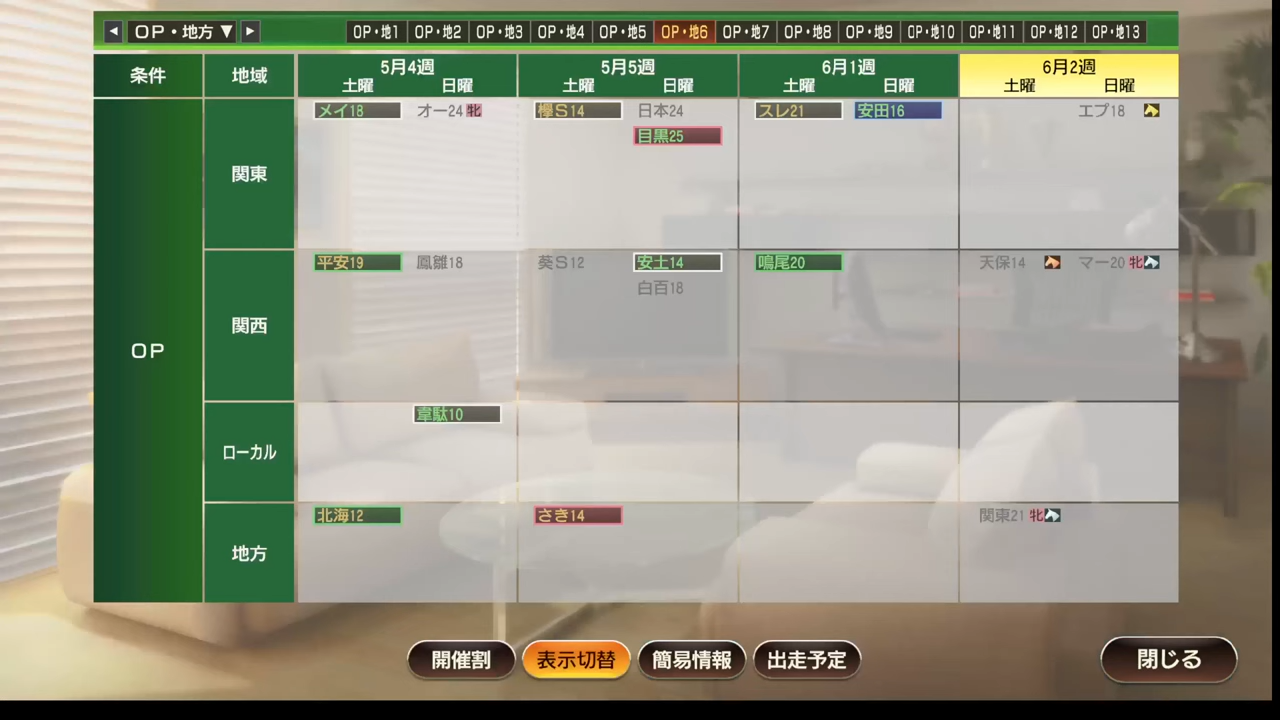 ◀ OP・地方▼ ▶ OP・地1 OP・地2 OP・地3 OP・地4 OP・地5 OP・地6 OP・地7 OP・地8 OP・地9 OP・地10 OP・地11 OP・地12 OP・地13
条件 地域 5月4週 5月5週 6月1週 6月2週
土曜 日曜 土曜 日曜 土曜 日曜 土曜 日曜
メイ18 オー24牝 欅S14 日本24 スレ21 安田16 エプ18
目黒25
関東
平安19 鳳雛18 葵S12 安土14 鳴尾20 天保14 マー20牝
白百18
関西
OP
韋駄10
ローカル
北海12 さき14 関東21牝
地方
開催割 表示切替 簡易情報 出走予定 閉じる